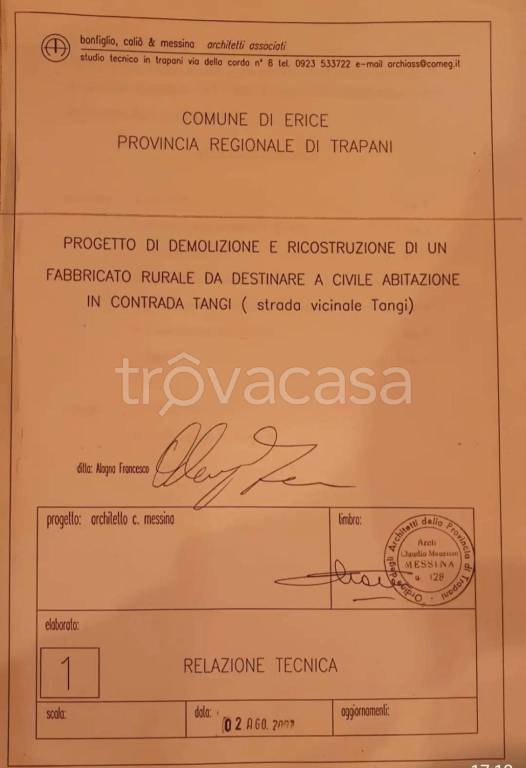 bonfiglio, caliò & messina architetti associati
studio tecnico in trapani via della corda n° 8 tel. 0923 533722 e-mail archiass@comeg.it
COMUNE DI ERICE
PROVINCIA REGIONALE DI TRAPANI
PROGETTO DI DEMOLIZIONE E RICOSTRUZIONE DI UN
FABBRICATO RURALE DA DESTINARE A CIVILE ABITAZIONE
IN CONTRADA TANGI ( strada vicinale Tangi)
trovacasa
ditta: Alagna Francesco
progetto: architetto c. messina
timbro:
Ordine degli Architetti della Provincia di Trapani
Arch.
Claudio Maurizio
MESSINA
n. 128
elaborato:
1
RELAZIONE TECNICA
scala:
data:
02 AGO.
aggiornamenti: